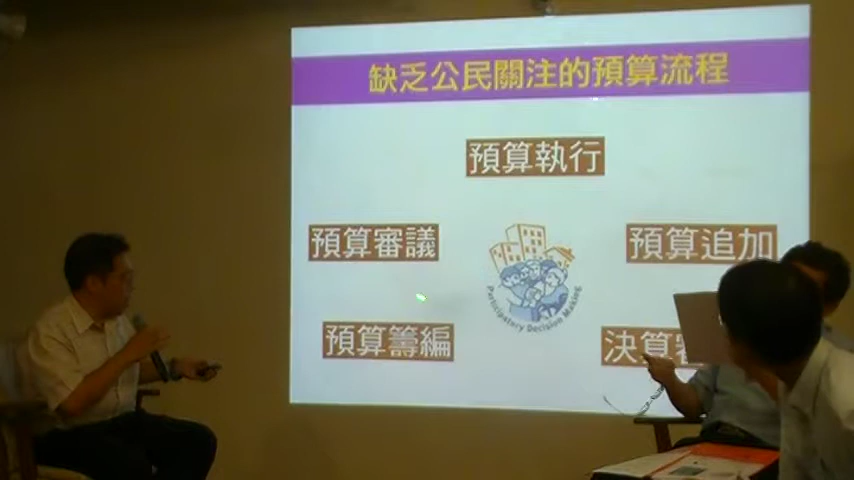 缺乏公民關注的預算流程
預算執行
預算審議
預算追加
Participatory Decision Making
預算籌編
決算審